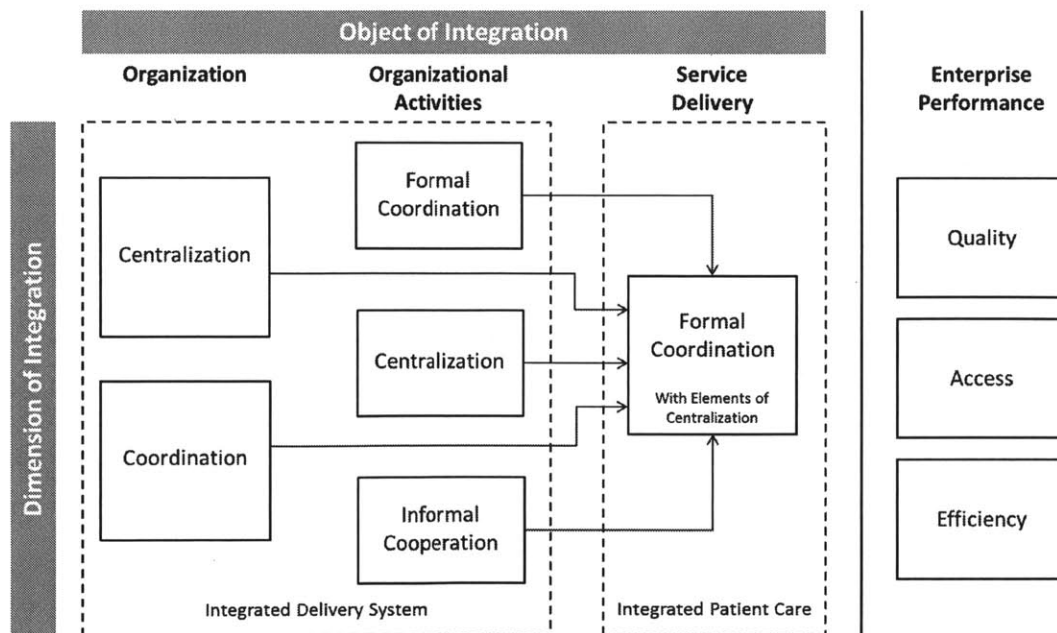 Object of Integration
Organization
Organizational
Activities
Service
Delivery
Enterprise
Performance
Dimension of Integration
Centralization
Coordination
Formal
Coordination
Centralization
Informal
Cooperation
Formal
Coordination
With Elements of
Centralization
Quality
Access
Efficiency
Integrated Delivery System
Integrated Patient Care